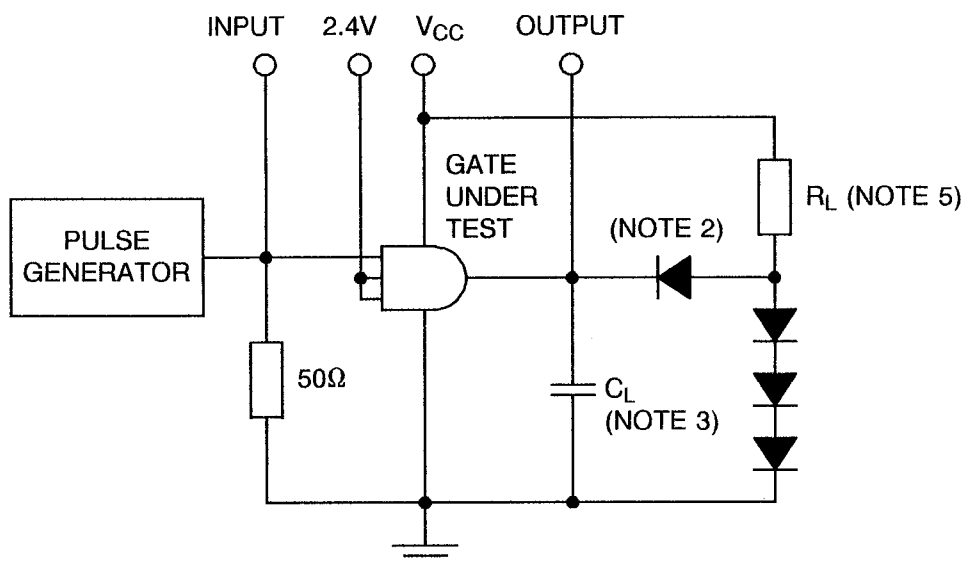 INPUT 2.4V VCC OUTPUT
GATE
UNDER
TEST
RL (NOTE 5)
(NOTE 2)
PULSE
GENERATOR
50Ω
CL
(NOTE 3)